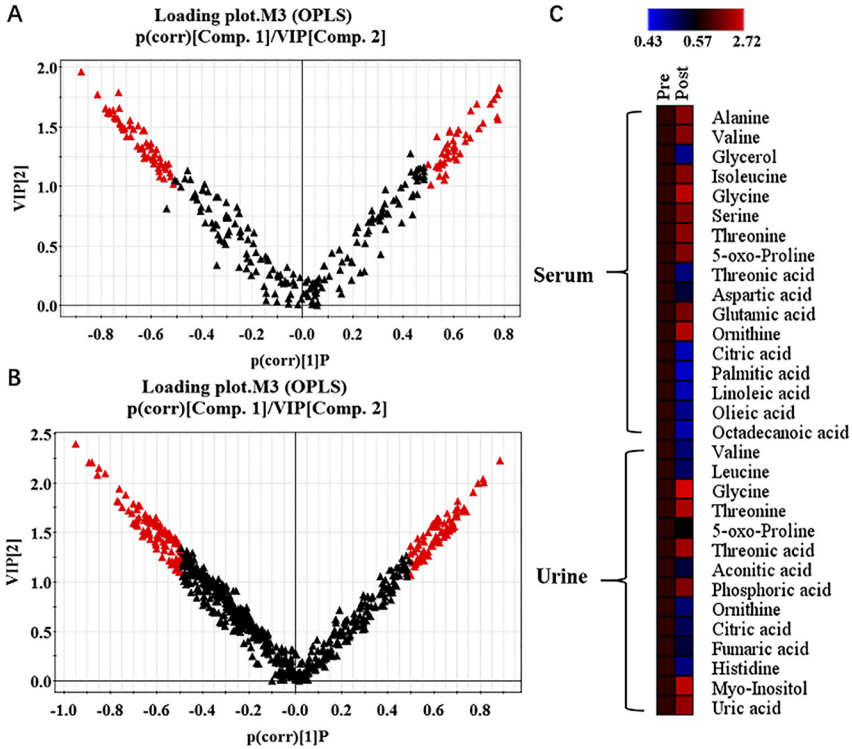 A
Loading plot.M3 (OPLS)
p(corr)[Comp. 1]/VIP[Comp. 2]
VIP[2]
2.0
1.5
1.0
0.5
0.0
-0.8 -0.6 -0.4 -0.2 -0.0 0.2 0.4 0.6 0.8
p(corr)[1]P
B
Loading plot.M3 (OPLS)
p(corr)[Comp. 1]/VIP[Comp. 2]
VIP[2]
2.5
2.0
1.5
1.0
0.5
0.0
-1.0 -0.8 -0.6 -0.4 -0.2 -0.0 0.2 0.4 0.6 0.8
p(corr)[1]P
C
0.43 0.57 2.72
Pre Post
Serum
Alanine
Valine
Glycerol
Isoleucine
Glycine
Serine
Threonine
5-oxo-Proline
Threonic acid
Aspartic acid
Glutamic acid
Ornithine
Citric acid
Palmitic acid
Linoleic acid
Olieic acid
Octadecanoic acid
Urine
Valine
Leucine
Glycine
Threonine
5-oxo-Proline
Threonic acid
Aconitic acid
Phosphoric acid
Ornithine
Citric acid
Fumaric acid
Histidine
Myo-Inositol
Uric acid